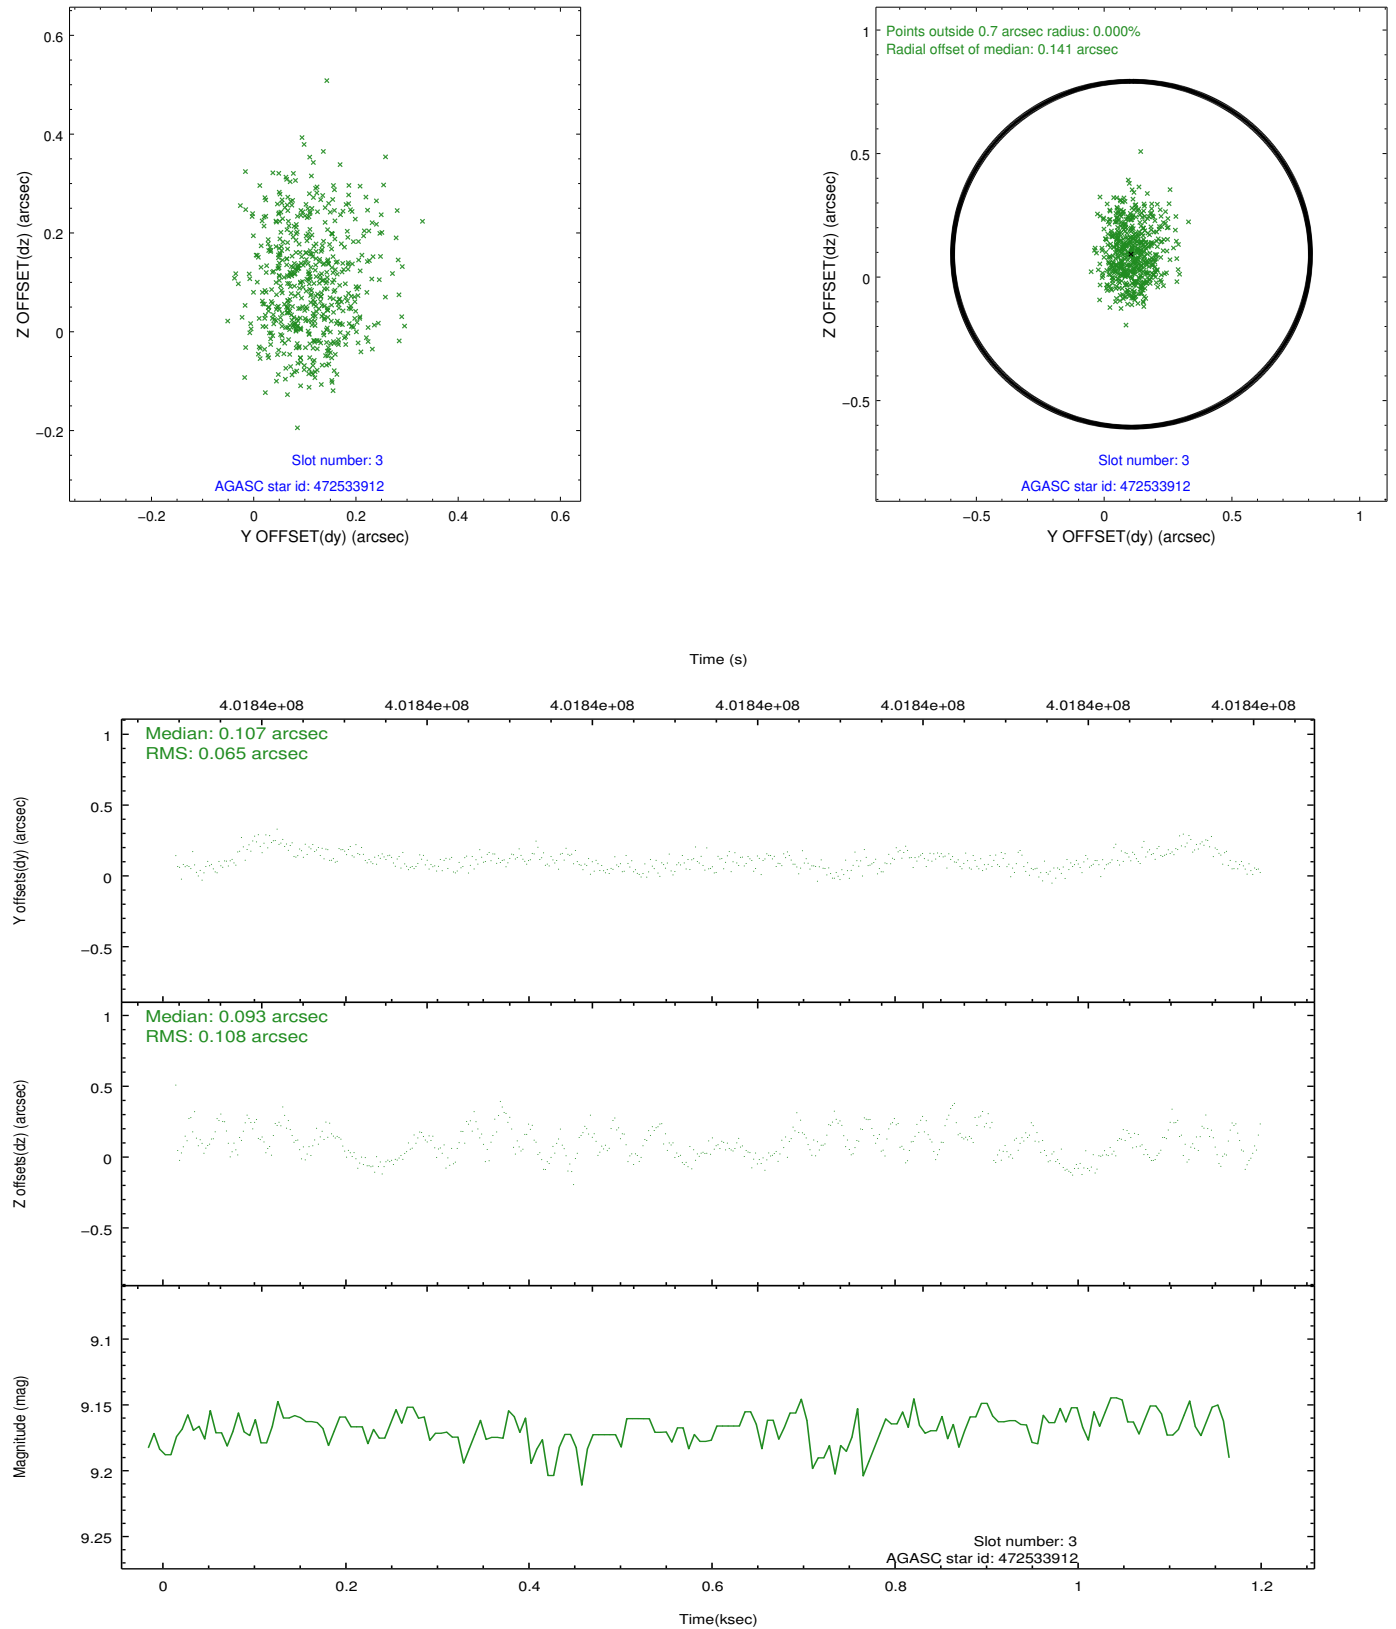 0.6
0.4
0.2
0
−0.2
Z OFFSET(dz) (arcsec)
Slot number: 3
AGASC star id: 472533912
−0.2
0
0.2
0.4
0.6
Y OFFSET(dy) (arcsec)
Points outside 0.7 arcsec radius: 0.000%
Radial offset of median: 0.141 arcsec
1
0.5
0
−0.5
Z OFFSET(dz) (arcsec)
Slot number: 3
AGASC star id: 472533912
−0.5
0
0.5
1
Y OFFSET(dy) (arcsec)
Time (s)
4.0184e+08 4.0184e+08 4.0184e+08 4.0184e+08 4.0184e+08 4.0184e+08 4.0184e+08
Median: 0.107 arcsec
RMS: 0.065 arcsec
1
0.5
0
−0.5
Y offsets(dy) (arcsec)
Median: 0.093 arcsec
RMS: 0.108 arcsec
1
0.5
0
−0.5
Z offsets(dz) (arcsec)
9.1
9.15
9.2
9.25
Magnitude (mag)
Slot number: 3
AGASC star id: 472533912
0 0.2 0.4 0.6 0.8 1 1.2
Time(ksec)